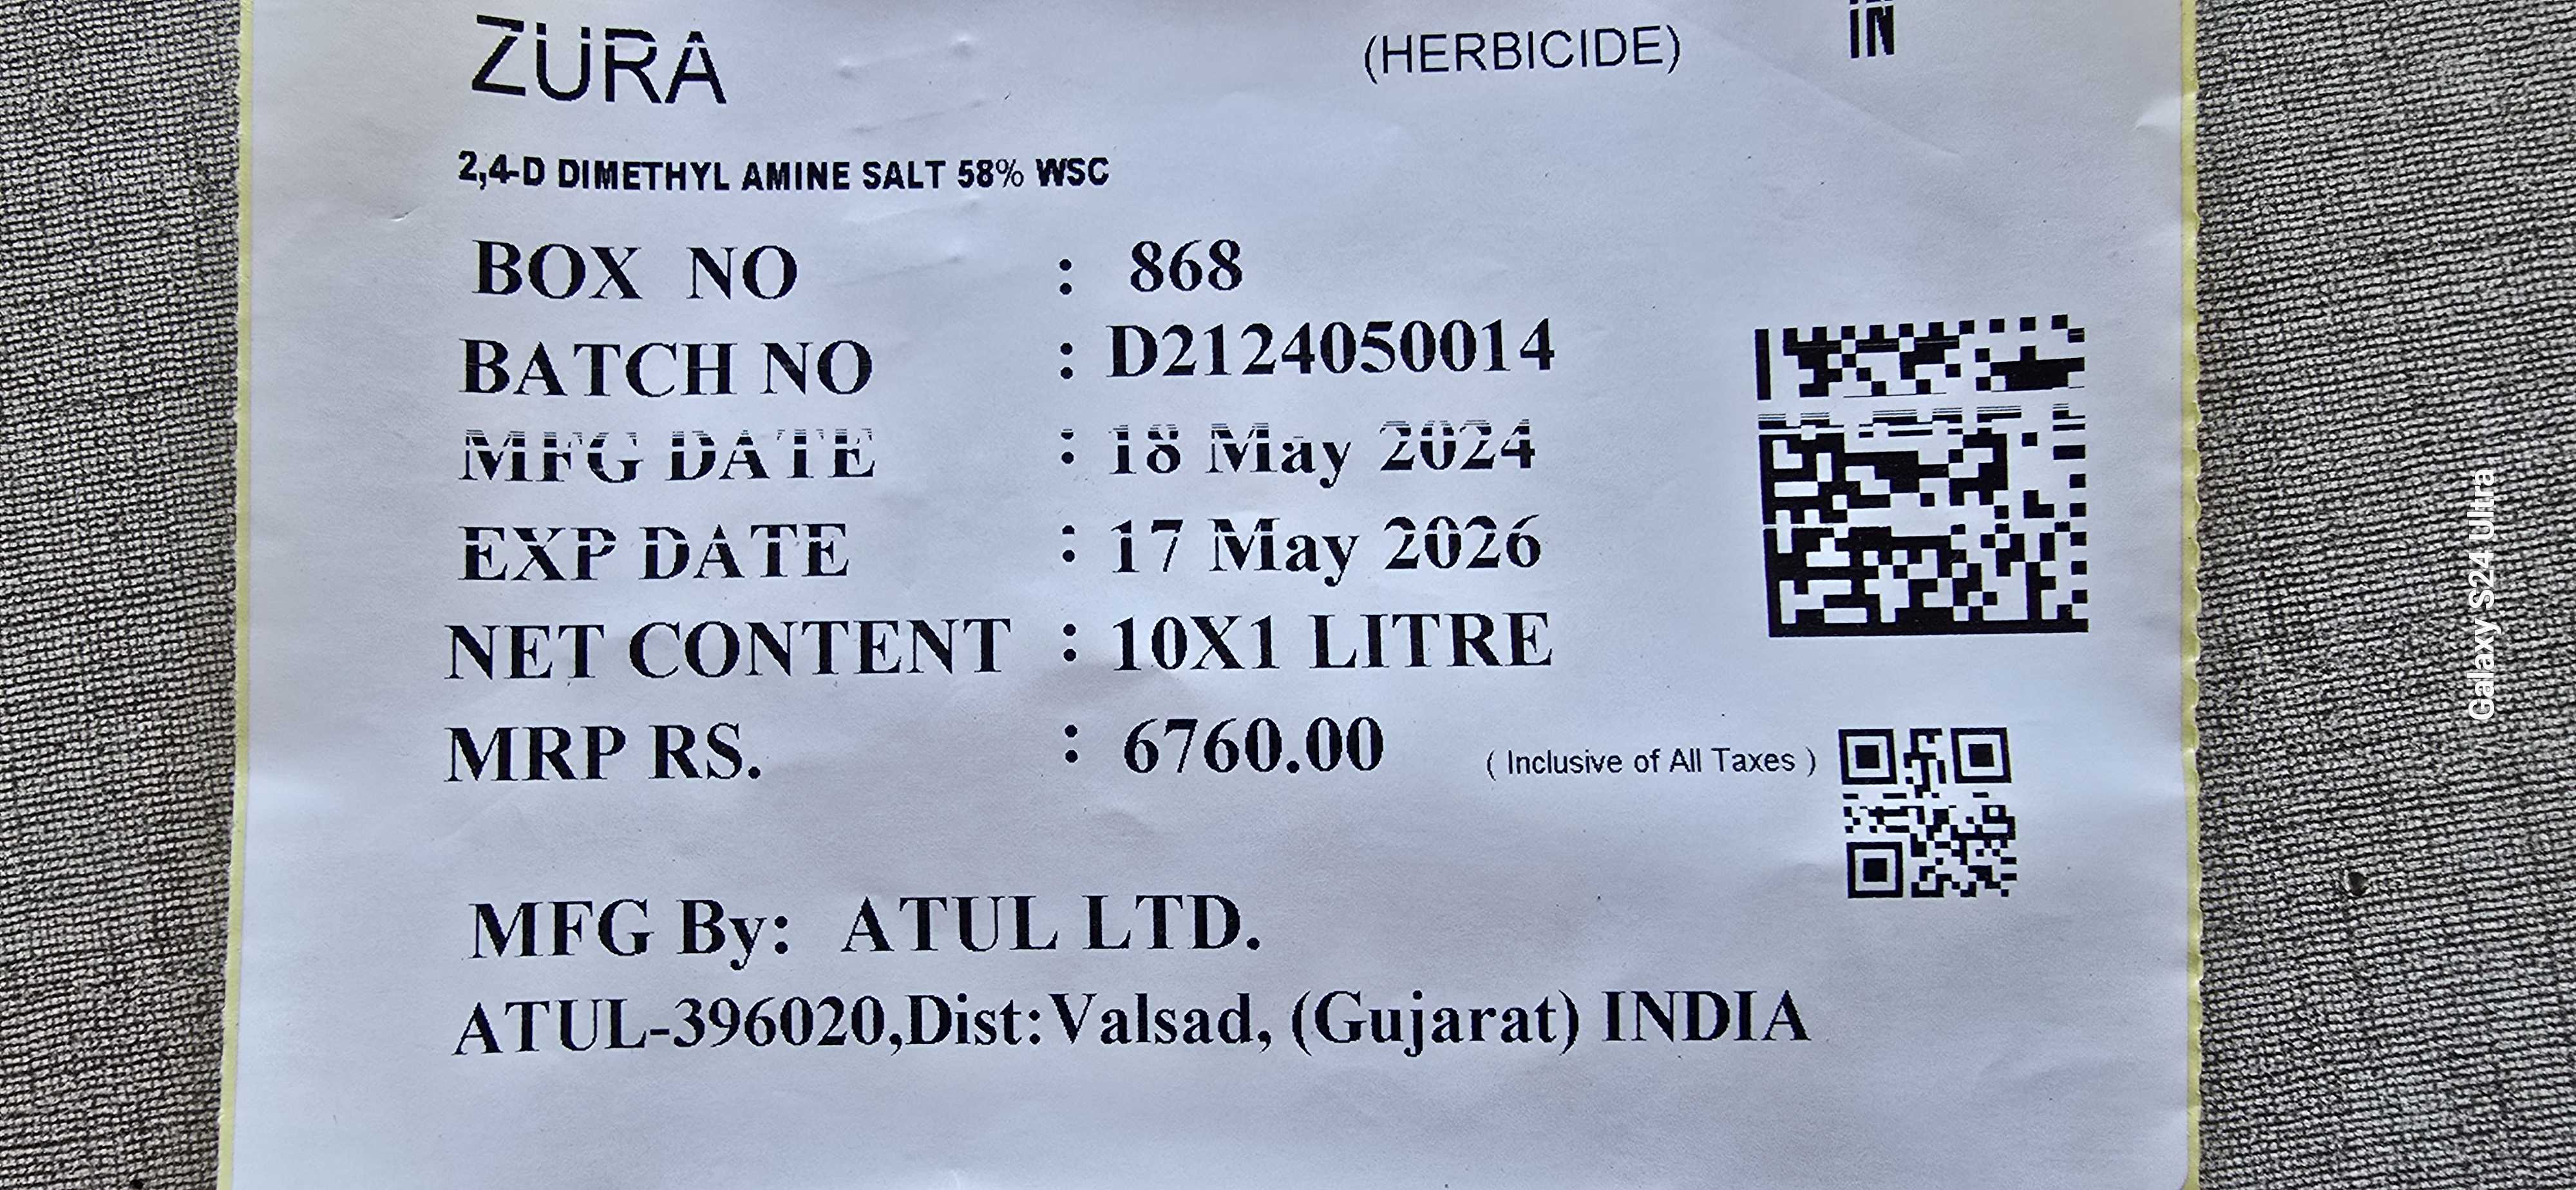 ZURA (HERBICIDE) IN
2,4-D DIMETHYL AMINE SALT 58% WSC
BOX NO : 868
BATCH NO : D2124050014
MFG DATE : 18 May 2024
EXP DATE : 17 May 2026
NET CONTENT : 10X1 LITRE
MRP RS. : 6760.00 ( Inclusive of All Taxes )
MFG By: ATUL LTD.
ATUL-396020,Dist:Valsad, (Gujarat) INDIA
Galaxy S24 Ultra